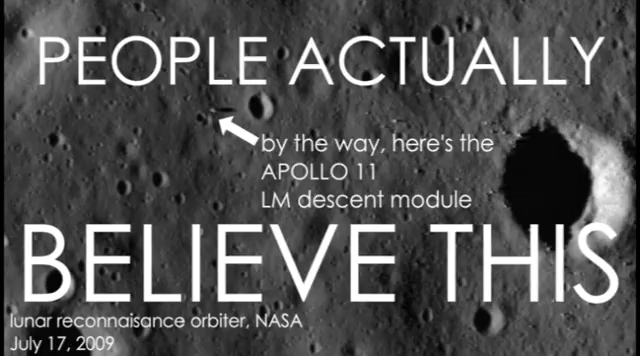 PEOPLE ACTUALLY
by the way, here's the
APOLLO 11
LM descent module
BELIEVE THIS
lunar reconnaisance orbiter, NASA
July 17, 2009